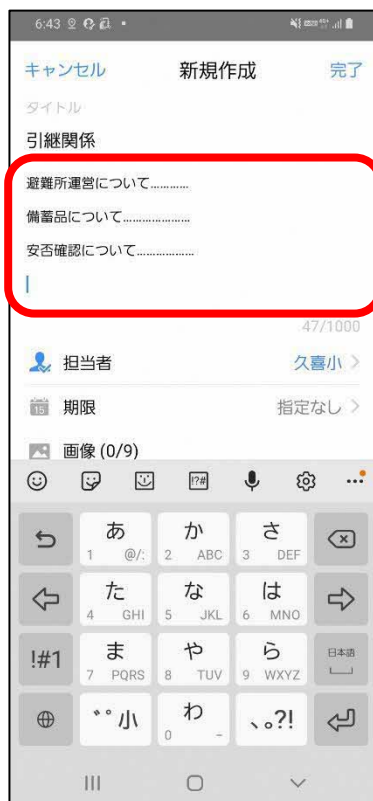 6:43
キャンセル 新規作成 完了
タイトル
引継関係
避難所運営について............
備蓄品について.....................
安否確認について..................
47/1000
担当者 久喜小
15 期限 指定なし
画像 (0/9)
!?#
あ か さ
1 @/: 2 ABC 3 DEF
た な は
4 GHI 5 JKL 6 MNO
!#1 ま や ら 日本語
7 PQRS 8 TUV 9 WXYZ
゛゜小 わ 、。?!
0 -